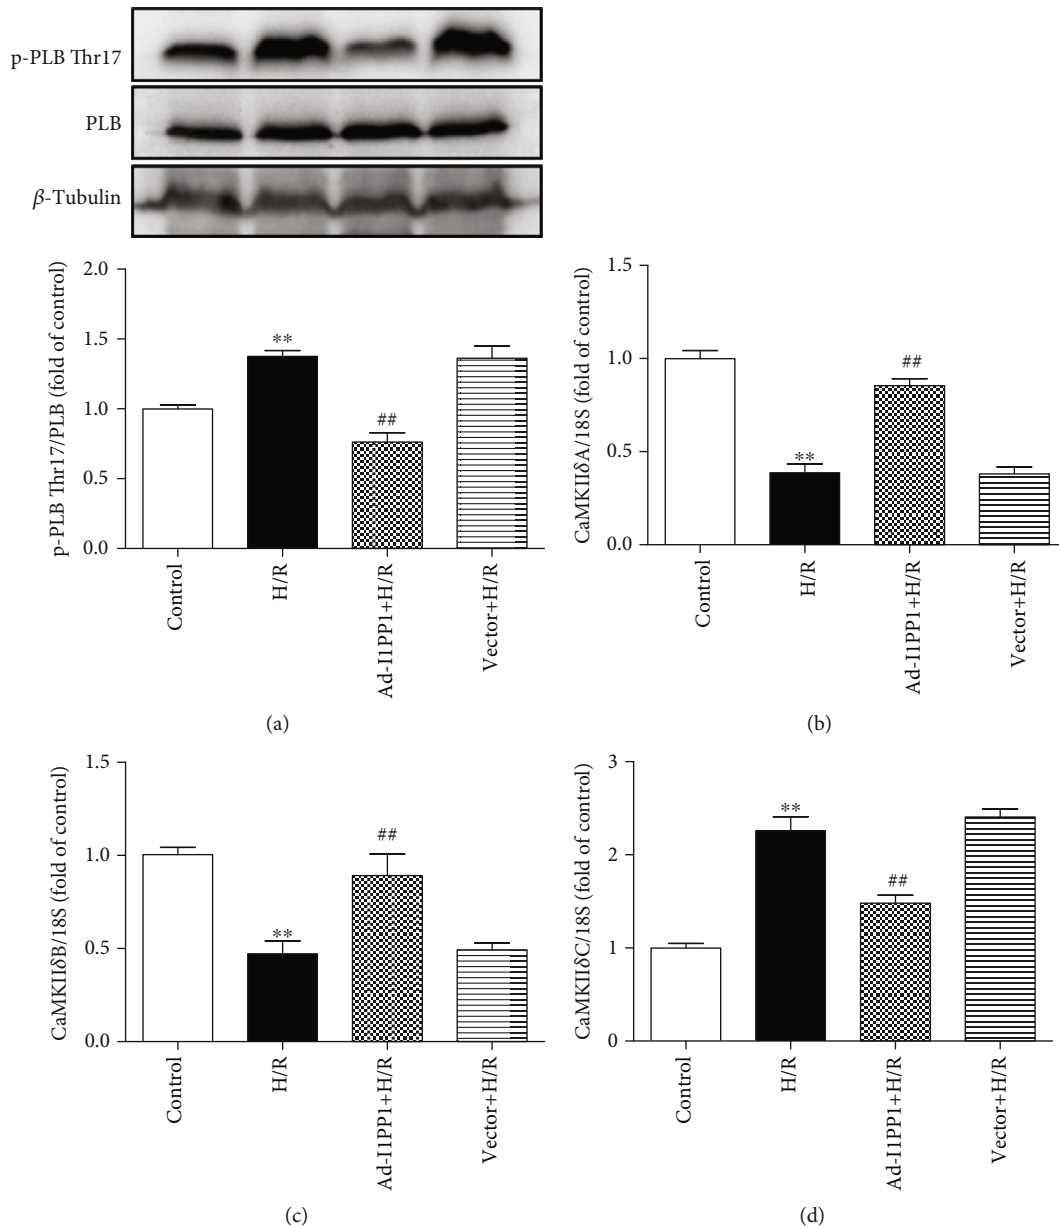 p-PLB Thr17
PLB
β-Tubulin
p-PLB Thr17/PLB (fold of control)
2.0
1.5
1.0
0.5
0.0
**
##
Control
H/R
Ad-I1PP1+H/R
Vector+H/R
(a)
CaMKIIδA/18S (fold of control)
1.5
1.0
0.5
0.0
**
##
Control
H/R
Ad-I1PP1+H/R
Vector+H/R
(b)
CaMKIIδB/18S (fold of control)
1.5
1.0
0.5
0.0
**
##
Control
H/R
Ad-I1PP1+H/R
Vector+H/R
(c)
CaMKIIδC/18S (fold of control)
3
2
1
0
**
##
Control
H/R
Ad-I1PP1+H/R
Vector+H/R
(d)